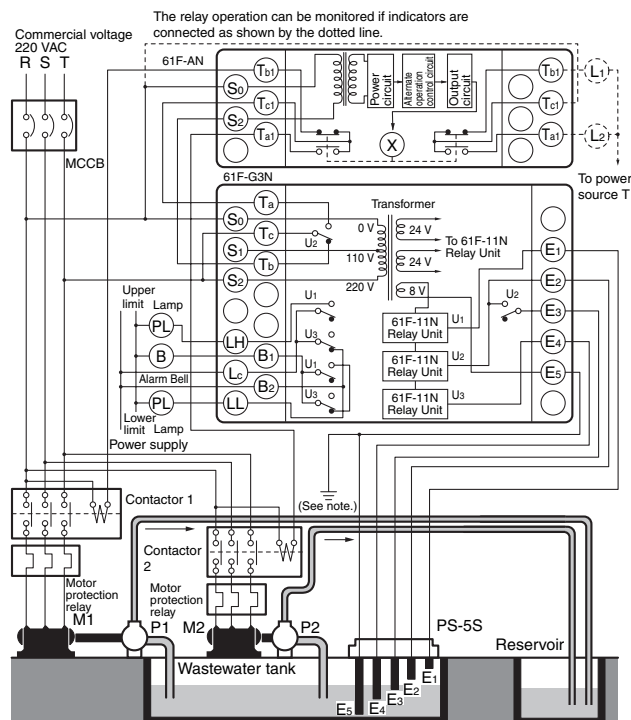 The relay operation can be monitored if indicators are
connected as shown by the dotted line.
Commercial voltage
220 VAC
R S T
MCCB
61F-AN
Tb1
S0
Tc1
S2
Ta1
Power circuit
Alternate operation control circuit
Output circuit
X
Tb1
Tc1
Ta1
L1
L2
To power
source T
61F-G3N
Ta
S0
Tc
S1
Tb
S2
U2
Transformer
0 V
110 V
220 V
24 V
24 V
8 V
To 61F-11N
Relay Unit
61F-11N
Relay Unit
U1
61F-11N
Relay Unit
U2
61F-11N
Relay Unit
U3
U2
E1
E2
E3
E4
E5
Upper
limit
Lamp
PL
B
Alarm Bell
PL
Lower
limit
Lamp
Power supply
LH
B1
Lc
B2
LL
U1
U3
U1
U3
(See note.)
Contactor 1
Contactor
2
Motor
protection
relay
Motor
protection
relay
M1
P1
M2
P2
PS-5S
Reservoir
Wastewater tank
E5
E4
E3
E2
E1